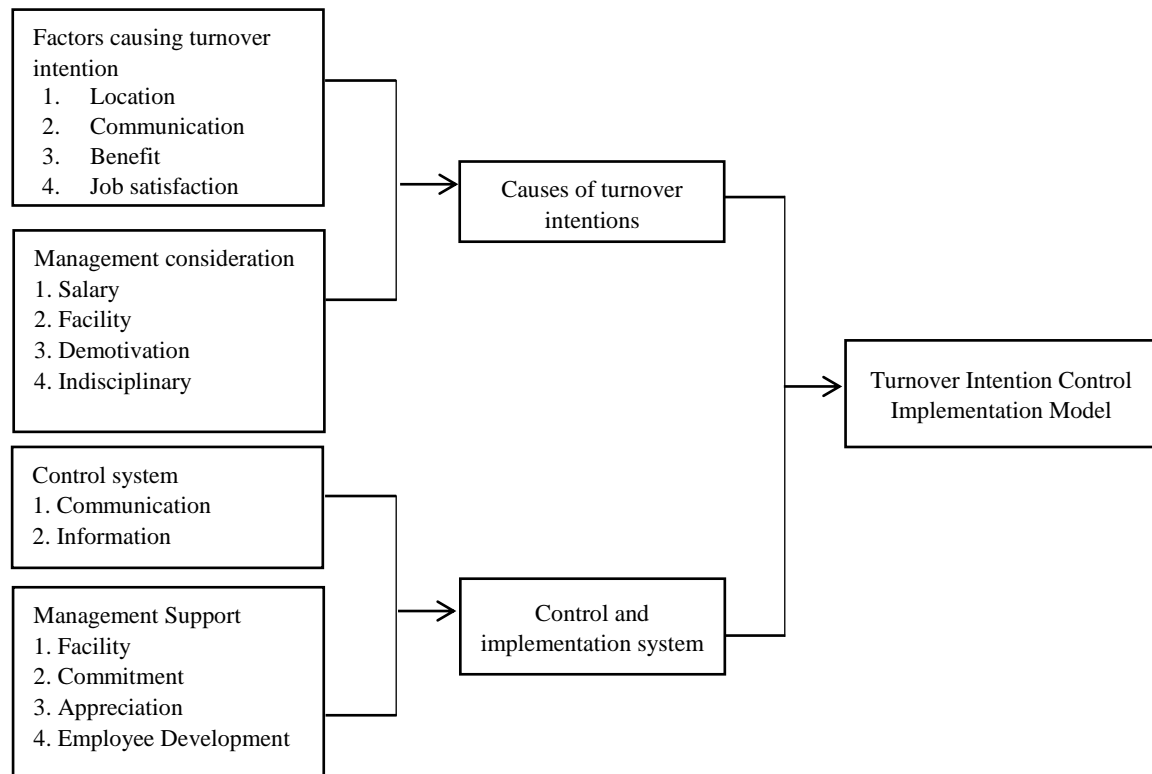 Factors causing turnover
intention
1. Location
2. Communication
3. Benefit
4. Job satisfaction
Management consideration
1. Salary
2. Facility
3. Demotivation
4. Indisciplinary
Control system
1. Communication
2. Information
Management Support
1. Facility
2. Commitment
3. Appreciation
4. Employee Development
Causes of turnover
intentions
Control and
implementation system
Turnover Intention Control
Implementation Model